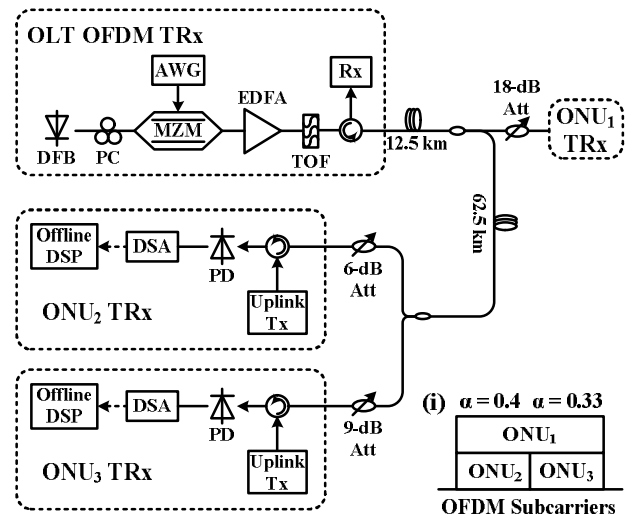 OLT OFDM TRx
AWG
Rx
EDFA
MZM
DFB
PC
TOF
12.5 km
18-dB
Att
ONU₁
TRx
62.5 km
Offline
DSP
DSA
PD
6-dB
Att
Uplink
Tx
ONU₂ TRx
Offline
DSP
DSA
PD
9-dB
Att
Uplink
Tx
ONU₃ TRx
(i) α = 0.4 α = 0.33
ONU₁
ONU₂ ONU₃
OFDM Subcarriers